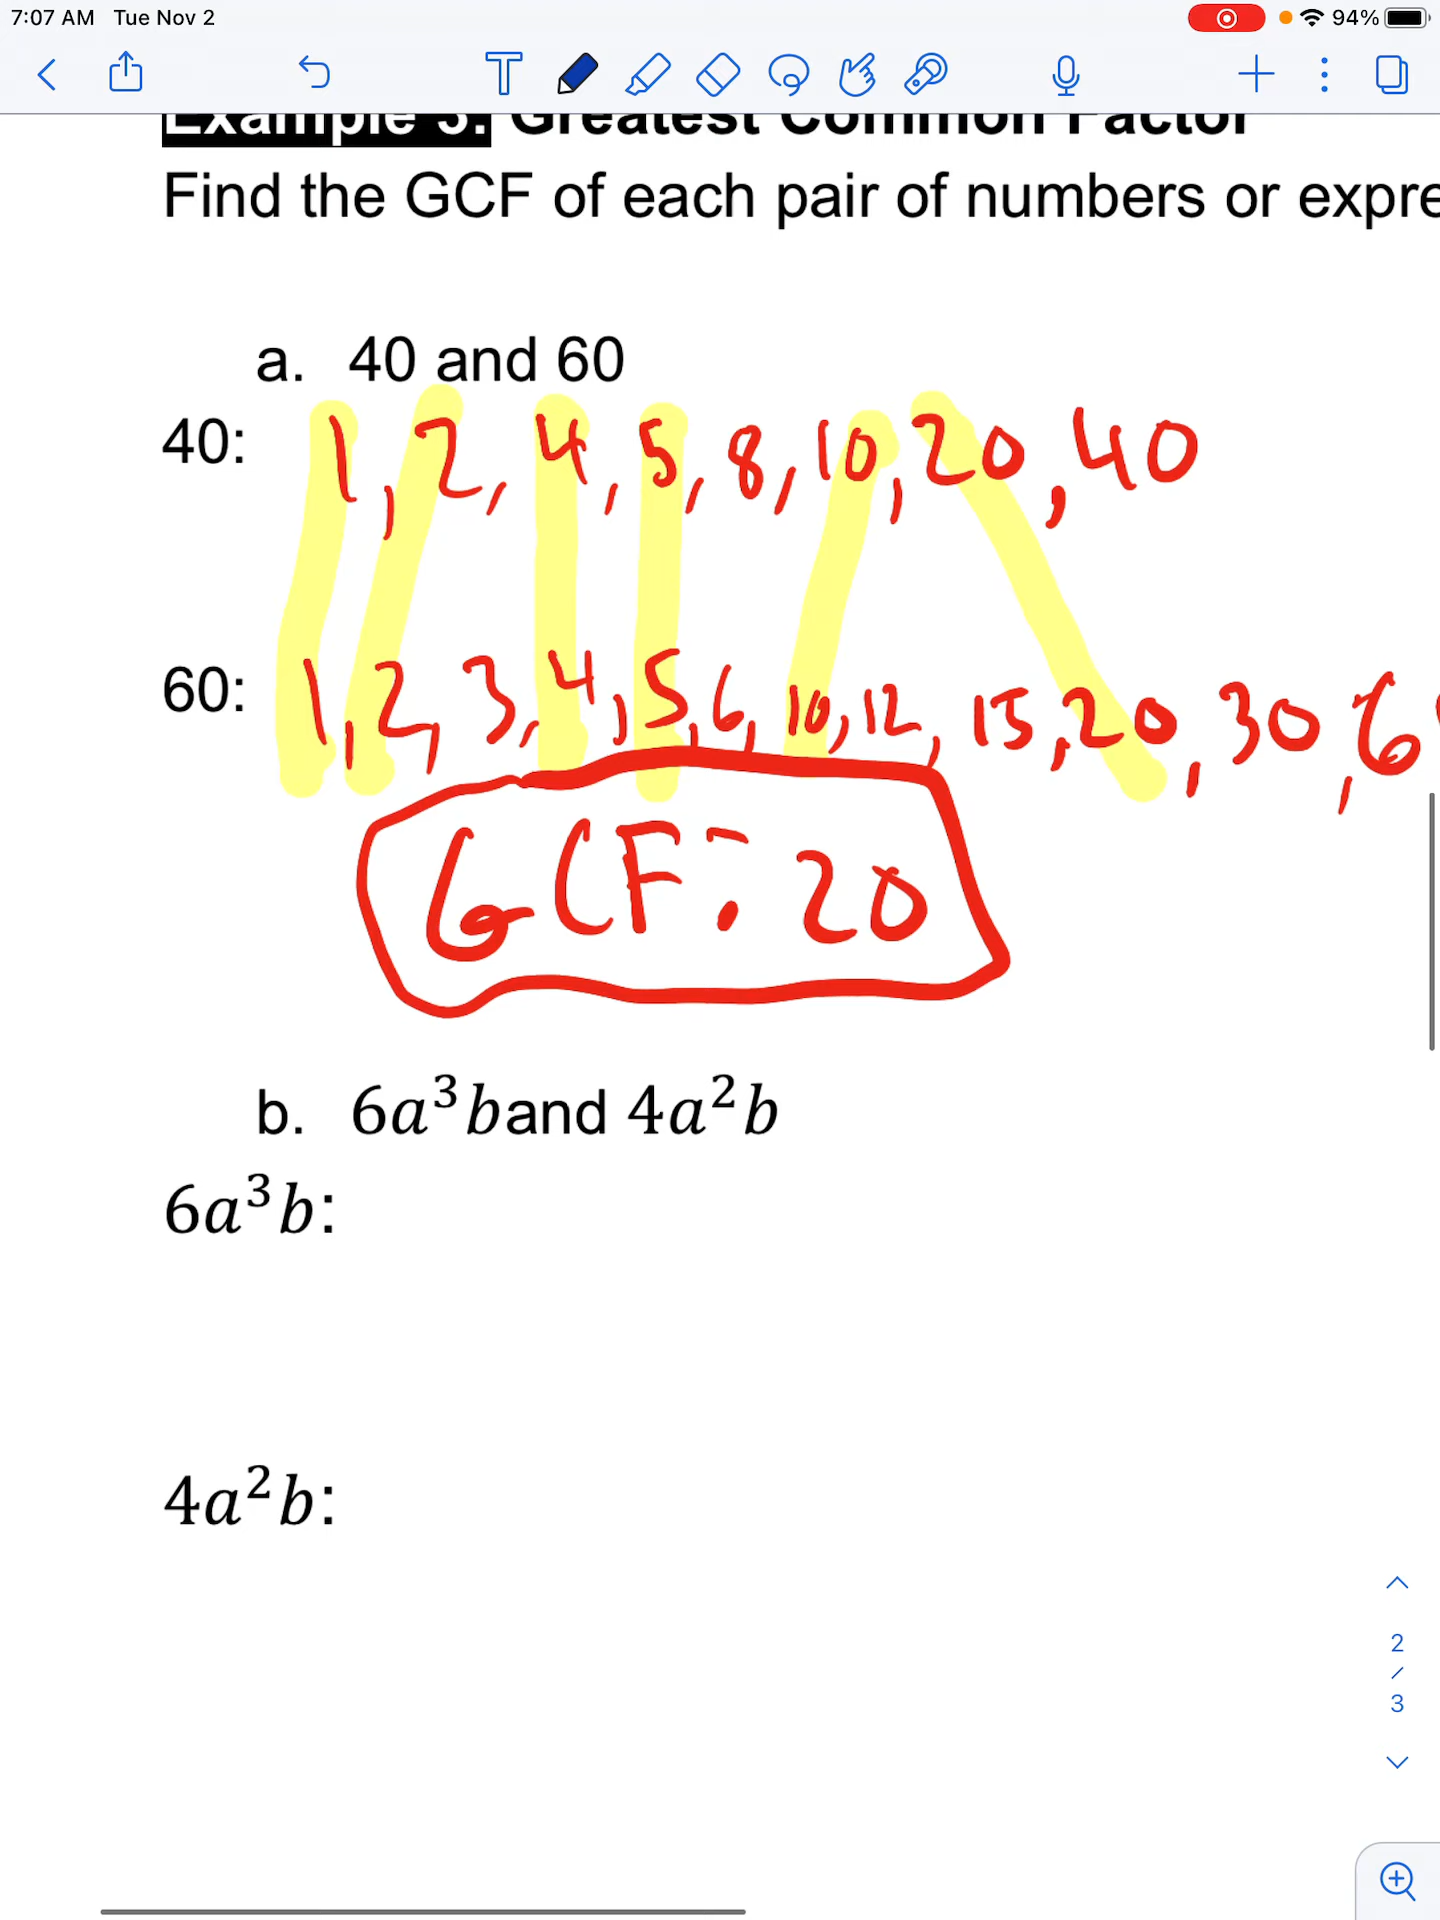 7:07 AM Tue Nov 2 94%
Example 3: Greatest Common Factor
Find the GCF of each pair of numbers or expre
a. 40 and 60
40: 1, 2, 4, 5, 8, 10, 20, 40
60: 1, 2, 3, 4, 5, 6, 10, 12, 15, 20, 30, 6
GCF: 20
b. 6a³b and 4a²b
6a³b:
4a²b:
2
/
3